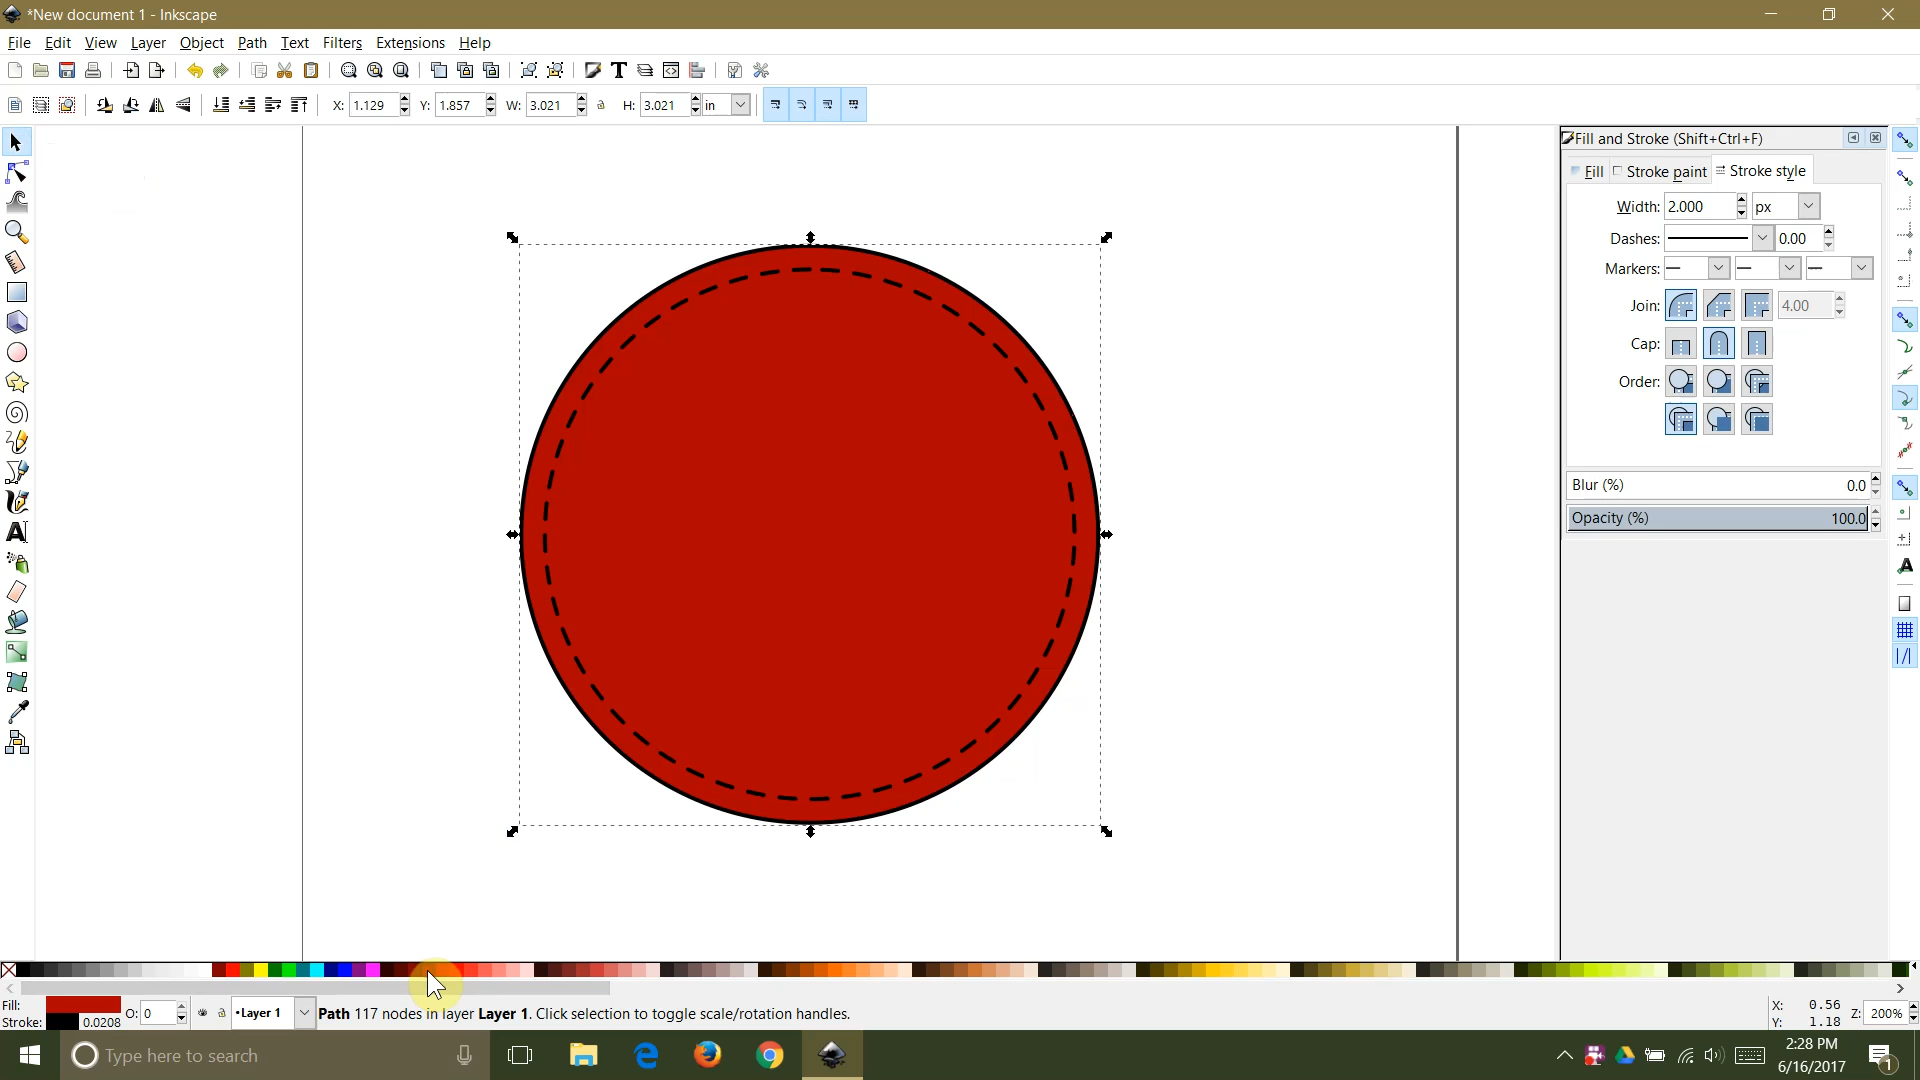 *New document 1 - Inkscape
File Edit View Layer Object Path Text Filters Extensions Help
X: 1.129 Y: 1.857 W: 3.021 H: 3.021 in
Fill and Stroke (Shift+Ctrl+F)
Fill Stroke paint Stroke style
Width: 2.000 px
Dashes: 0.00
Markers:
Join: 4.00
Cap:
Order:
Blur (%) 0.0
Opacity (%) 100.0
Fill: O: 0 •Layer 1 Path 117 nodes in layer Layer 1. Click selection to toggle scale/rotation handles. X: 0.56 Z: 200%
Stroke: 0.0208 Y: 1.18
Type here to search
2:28 PM
6/16/2017
1